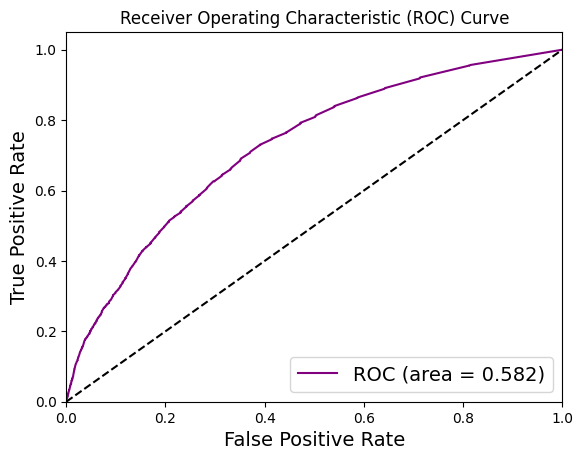 Receiver Operating Characteristic (ROC) Curve
True Positive Rate
1.0
0.8
0.6
0.4
0.2
0.0
0.0 0.2 0.4 0.6 0.8 1.0
False Positive Rate
ROC (area = 0.582)